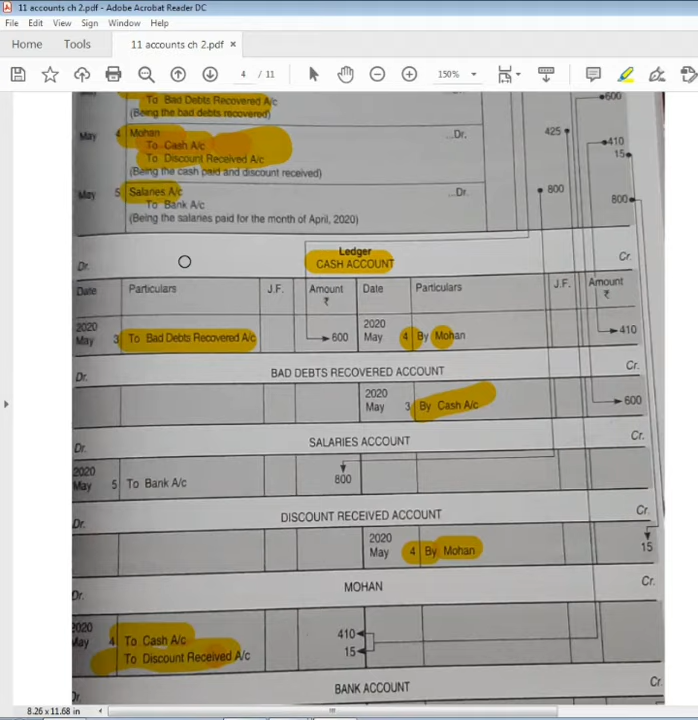 11 accounts ch 2.pdf - Adobe Acrobat Reader DC
File Edit View Sign Window Help
Home Tools 11 accounts ch 2.pdf ×
4 / 11 150%
To Bad Debts Recovered A/c 600
(Being the bad debts recovered)
May 4 Mohan ...Dr. 425
To Cash A/c 410
To Discount Received A/c 15
(Being the cash paid and discount received)
May 5 Salaries A/c ...Dr. 800
To Bank A/c 800
(Being the salaries paid for the month of April, 2020)
Ledger
Dr. CASH ACCOUNT Cr.
Date Particulars J.F. Amount ₹ Date Particulars J.F. Amount ₹
2020 2020
May 3 To Bad Debts Recovered A/c 600 May 4 By Mohan 410
Dr. BAD DEBTS RECOVERED ACCOUNT Cr.
2020
May 3 By Cash A/c 600
Dr. SALARIES ACCOUNT Cr.
2020
May 5 To Bank A/c 800
Dr. DISCOUNT RECEIVED ACCOUNT Cr.
2020
May 4 By Mohan 15
Dr. MOHAN Cr.
2020
May 4 To Cash A/c 410
To Discount Received A/c 15
Dr. BANK ACCOUNT Cr.
8.26 x 11.68 in